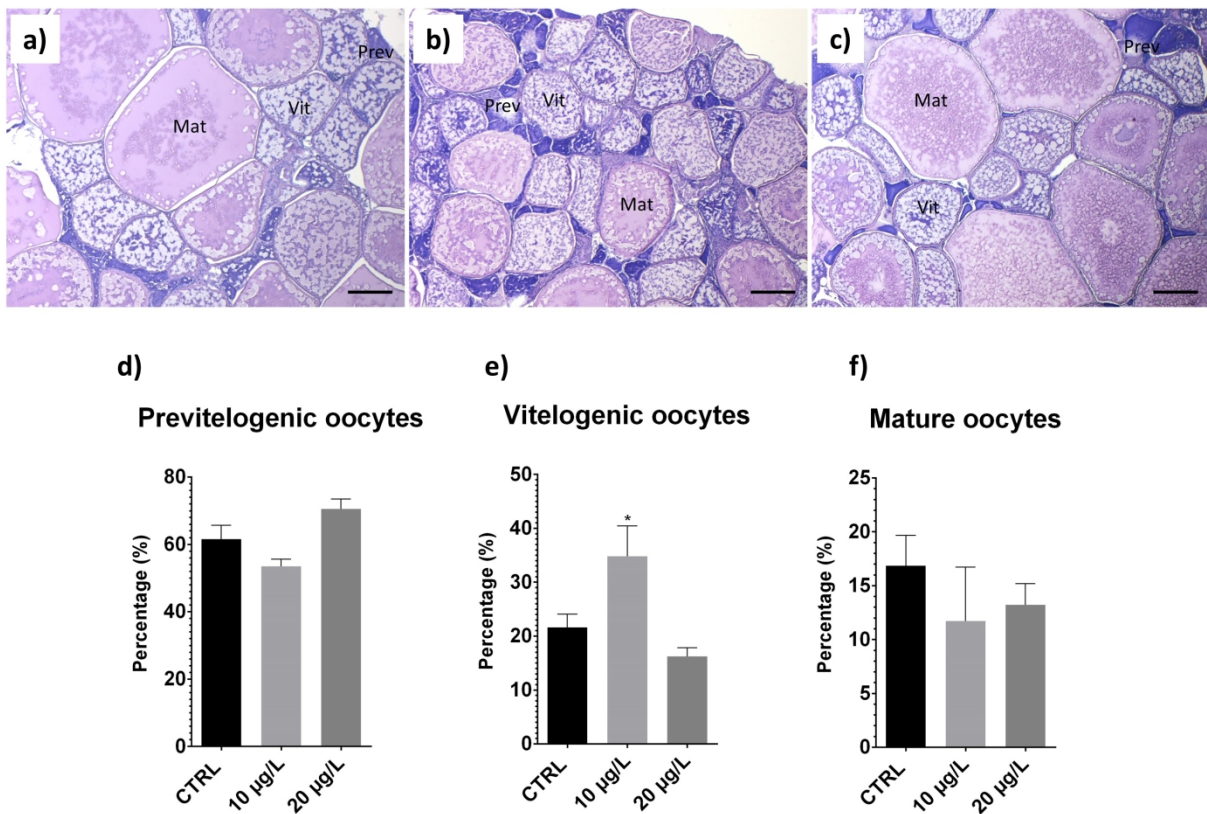 a)
Prev
Vit
Mat
b)
Prev
Vit
Mat
c)
Prev
Mat
Vit
d)
Previtelogenic oocytes
Percentage (%)
80
60
40
20
0
CTRL
10 µg/L
20 µg/L
e)
Vitelogenic oocytes
Percentage (%)
50
40
30
20
10
0
*
CTRL
10 µg/L
20 µg/L
f)
Mature oocytes
Percentage (%)
25
20
15
10
5
0
CTRL
10 µg/L
20 µg/L